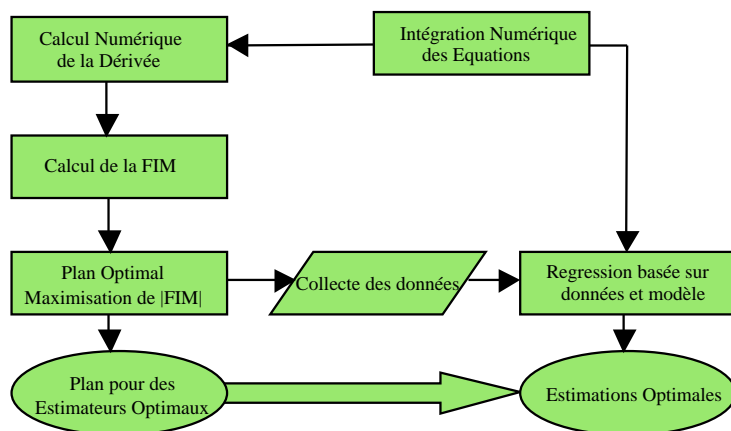 Calcul Numérique
de la Dérivée
Intégration Numérique
des Equations
Calcul de la FIM
Plan Optimal
Maximisation de |FIM|
Collecte des données
Regression basée sur
données et modèle
Plan pour des
Estimateurs Optimaux
Estimations Optimales